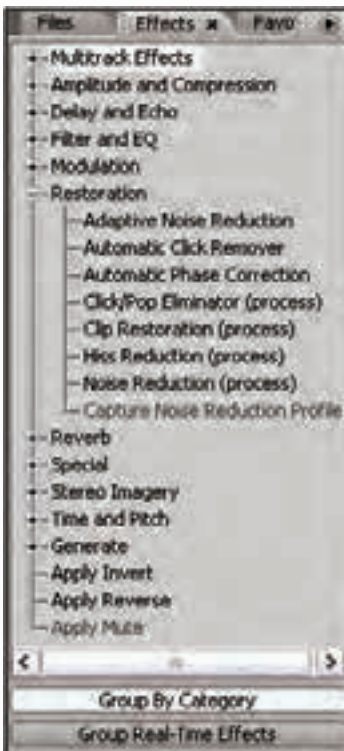 Files Effects x Favo
Multitrack Effects
Amplitude and Compression
Delay and Echo
Filter and EQ
Modulation
Restoration
Adaptive Noise Reduction
Automatic Click Remover
Automatic Phase Correction
Click/Pop Eliminator (process)
Clip Restoration (process)
Hiss Reduction (process)
Noise Reduction (process)
Capture Noise Reduction Profile
Reverb
Special
Stereo Imagery
Time and Pitch
Generate
Apply Invert
Apply Reverse
Apply Mute
Group By Category
Group Real-Time Effects